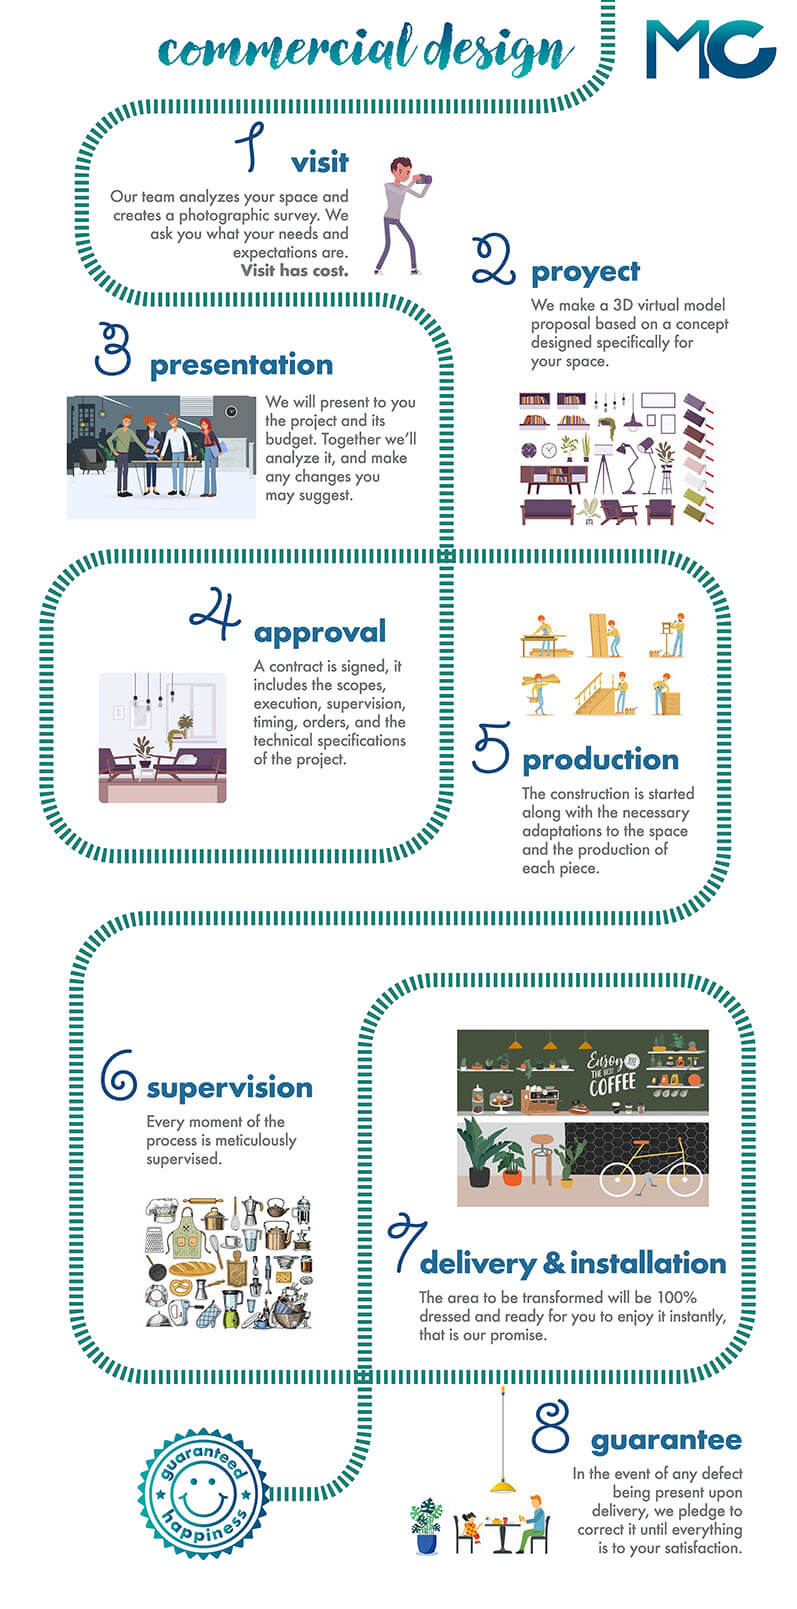 commercial design
MC
1 visit
Our team analyzes your space and
creates a photographic survey. We
ask you what your needs and
expectations are.
Visit has cost.
2 proyect
We make a 3D virtual model
proposal based on a concept
designed specifically for
your space.
3 presentation
We will present to you
the project and its
budget. Together we’ll
analyze it, and make
any changes you
may suggest.
4 approval
A contract is signed, it
includes the scopes,
execution, supervision,
timing, orders, and the
technical specifications
of the project.
5 production
The construction is started
along with the necessary
adaptations to the space
and the production of
each piece.
6 supervision
Every moment of the
process is meticulously
supervised.
Enjoy
THE BEST
COFFEE
7 delivery & installation
The area to be transformed will be 100%
dressed and ready for you to enjoy it instantly,
that is our promise.
8 guarantee
In the event of any defect
being present upon
delivery, we pledge to
correct it until everything
is to your satisfaction.
guaranteed
happiness